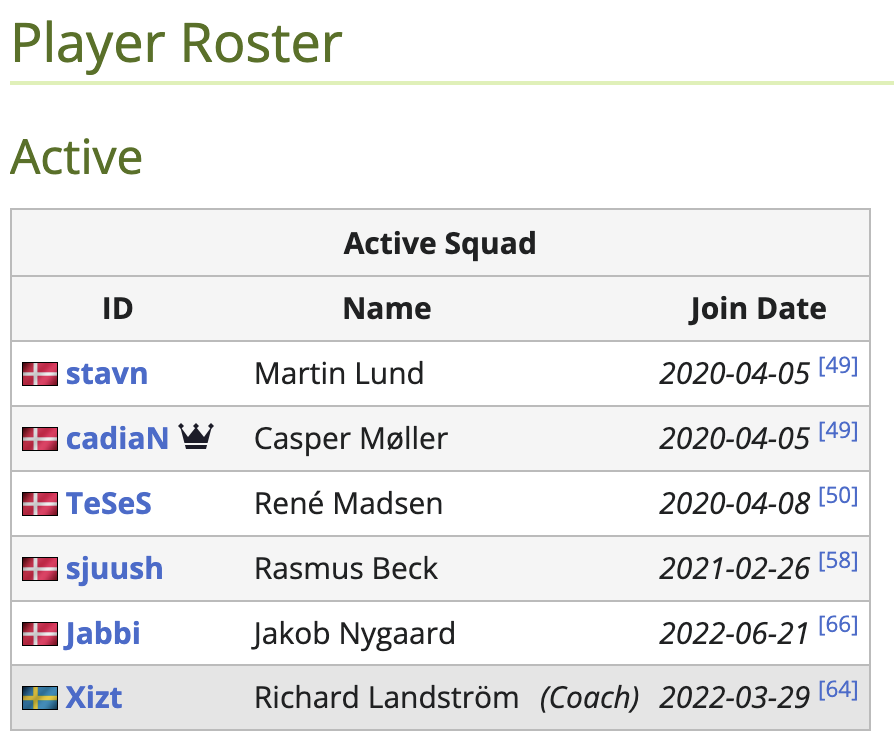 Player Roster
Active
Active Squad
ID Name Join Date
stavn Martin Lund 2020-04-05 [49]
cadiaN Casper Møller 2020-04-05 [49]
TeSeS René Madsen 2020-04-08 [50]
sjuush Rasmus Beck 2021-02-26 [58]
Jabbi Jakob Nygaard 2022-06-21 [66]
Xizt Richard Landström (Coach) 2022-03-29 [64]